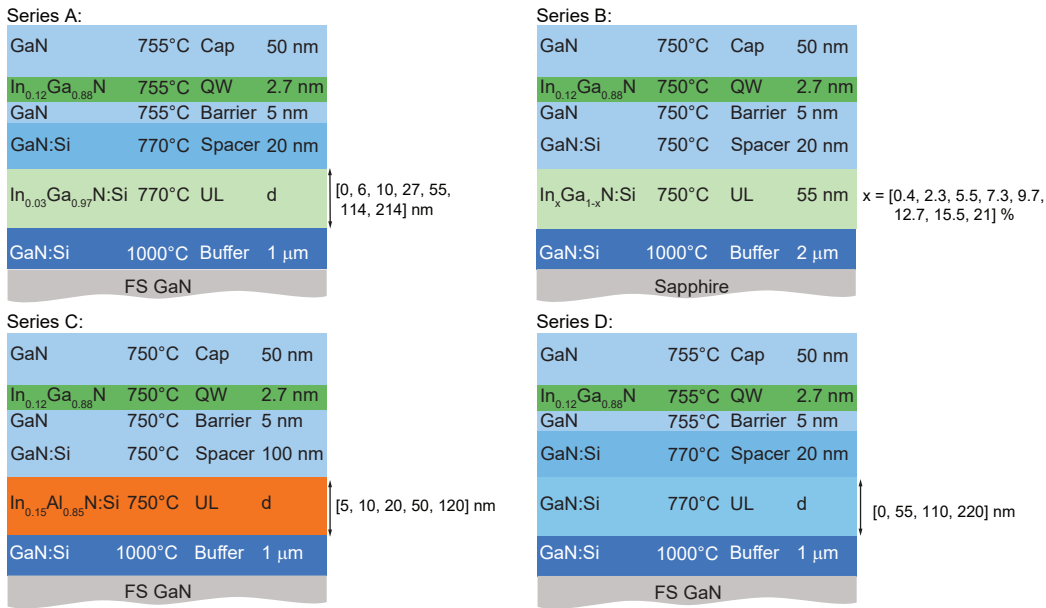 Series A:
GaN 755°C Cap 50 nm
In0.12Ga0.88N 755°C QW 2.7 nm
GaN 755°C Barrier 5 nm
GaN:Si 770°C Spacer 20 nm
In0.03Ga0.97N:Si 770°C UL d
[0, 6, 10, 27, 55,
114, 214] nm
GaN:Si 1000°C Buffer 1 μm
FS GaN
Series B:
GaN 750°C Cap 50 nm
In0.12Ga0.88N 750°C QW 2.7 nm
GaN 750°C Barrier 5 nm
GaN:Si 750°C Spacer 20 nm
InxGa1-xN:Si 750°C UL 55 nm
x = [0.4, 2.3, 5.5, 7.3, 9.7,
12.7, 15.5, 21] %
GaN:Si 1000°C Buffer 2 μm
Sapphire
Series C:
GaN 750°C Cap 50 nm
In0.12Ga0.88N 750°C QW 2.7 nm
GaN 750°C Barrier 5 nm
GaN:Si 750°C Spacer 100 nm
In0.15Al0.85N:Si 750°C UL d
[5, 10, 20, 50, 120] nm
GaN:Si 1000°C Buffer 1 μm
FS GaN
Series D:
GaN 755°C Cap 50 nm
In0.12Ga0.88N 755°C QW 2.7 nm
GaN 755°C Barrier 5 nm
GaN:Si 770°C Spacer 20 nm
GaN:Si 770°C UL d
[0, 55, 110, 220] nm
GaN:Si 1000°C Buffer 1 μm
FS GaN